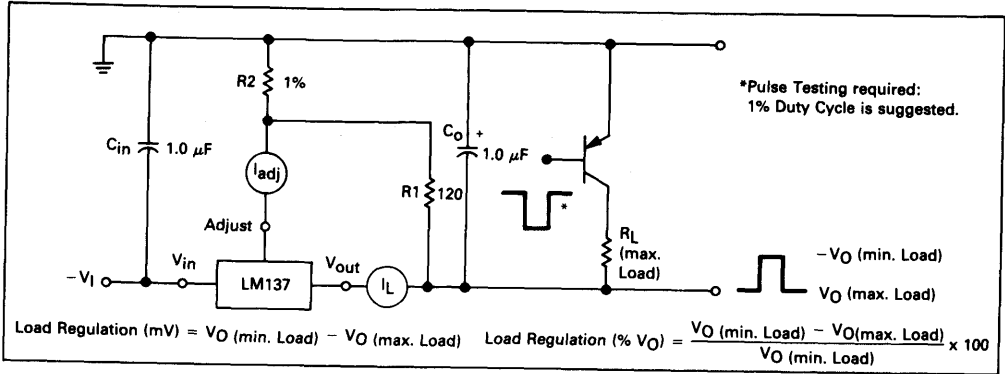 R2 1%
*Pulse Testing required:
1% Duty Cycle is suggested.
Cin 1.0 µF
Co + 1.0 µF
Iadj
R1 120
*
Adjust
RL
(max.
Load)
–VI Vin LM137 Vout IL
–VO (min. Load)
VO (max. Load)
Load Regulation (mV) = VO (min. Load) – VO (max. Load) Load Regulation (% VO) = VO (min. Load) – VO(max. Load) x 100
VO (min. Load)